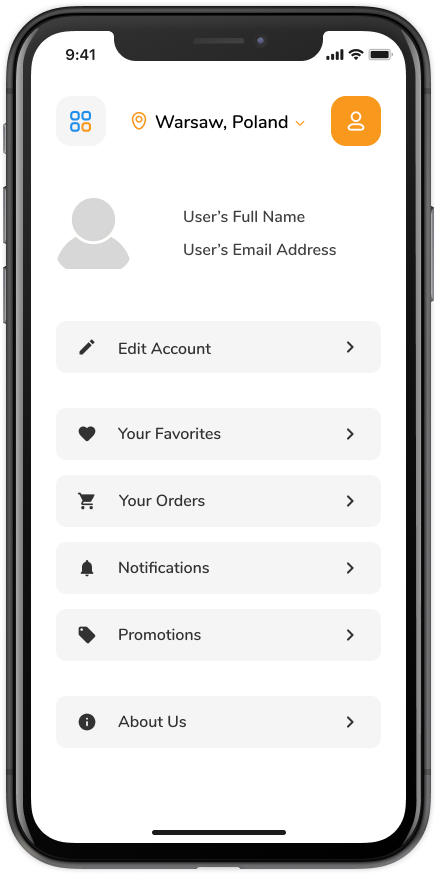 9:41
Warsaw, Poland
User’s Full Name
User’s Email Address
Edit Account
Your Favorites
Your Orders
Notifications
Promotions
About Us